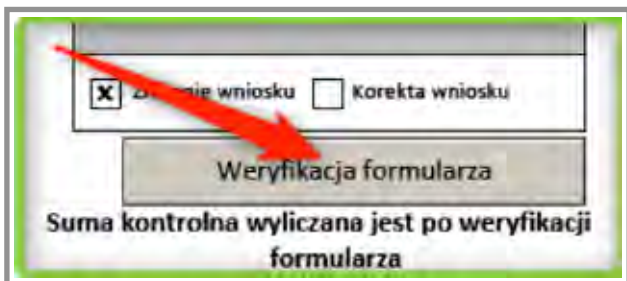 wniosku Korekta wniosku
Weryfikacja formularza
Suma kontrolna wyliczana jest po weryfikacji
formularza